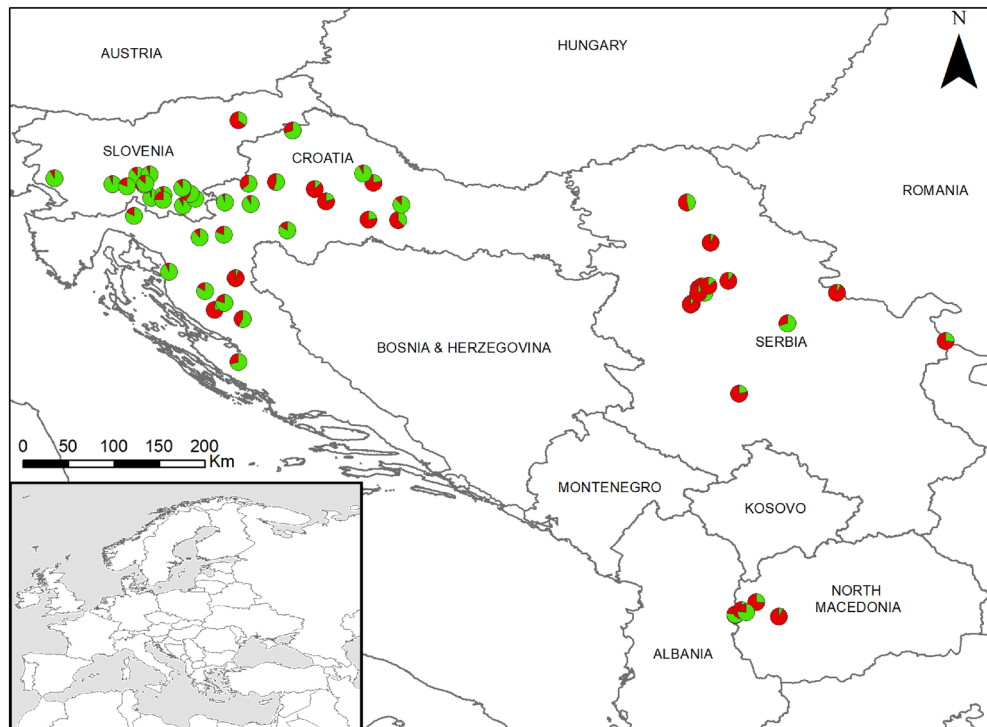 N
AUSTRIA
HUNGARY
SLOVENIA
CROATIA
ROMANIA
BOSNIA & HERZEGOVINA
SERBIA
0 50 100 150 200
Km
MONTENEGRO
KOSOVO
NORTH
MACEDONIA
ALBANIA